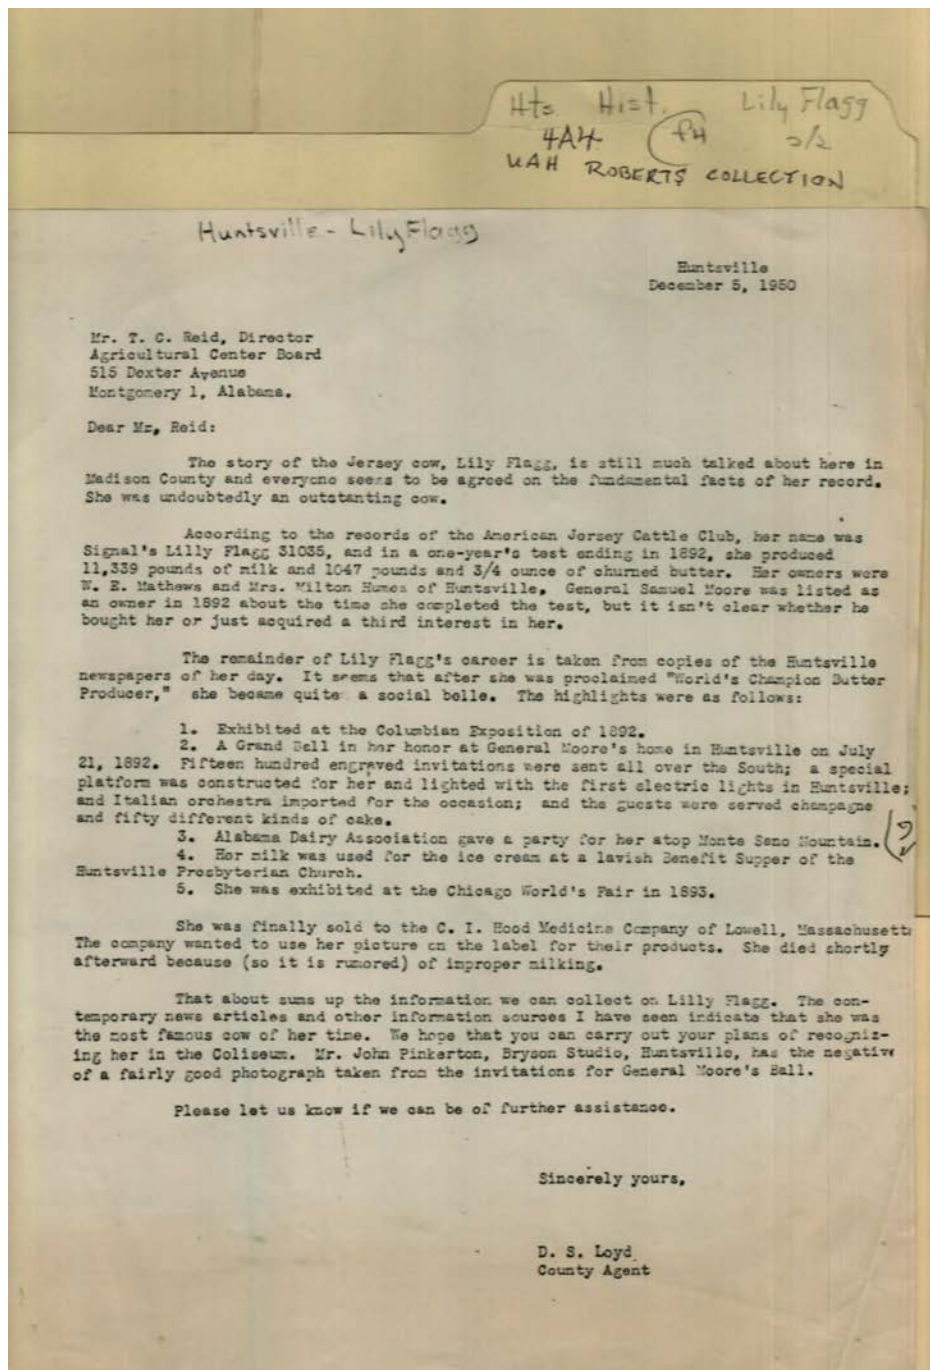 Hts Hist. Lily Flagg
4A4 PH 2/2
UAH ROBERTS COLLECTION
Huntsville - Lily Flagg
Huntsville
December 5, 1950
Mr. T. C. Reid, Director
Agricultural Center Board
515 Dexter Avenue
Montgomery 1, Alabama.
Dear Mr. Reid:
The story of the Jersey cow, Lily Flagg, is still much talked about here in
Madison County and everyone seems to be agreed on the fundamental facts of her record.
She was undoubtedly an outstanting cow.
According to the records of the American Jersey Cattle Club, her name was
Signal's Lilly Flagg 31035, and in a one-year's test ending in 1892, she produced
11,339 pounds of milk and 1047 pounds and 3/4 ounce of churned butter. Her owners were
W. E. Mathews and Mrs. Milton Humes of Huntsville. General Samuel Moore was listed as
an owner in 1892 about the time she completed the test, but it isn't clear whether he
bought her or just acquired a third interest in her.
The remainder of Lily Flagg's career is taken from copies of the Huntsville
newspapers of her day. It seems that after she was proclaimed "World's Champion Butter
Producer," she became quite a social belle. The highlights were as follows:
1. Exhibited at the Columbian Exposition of 1892.
2. A Grand Ball in her honor at General Moore's home in Huntsville on July
21, 1892. Fifteen hundred engraved invitations were sent all over the South; a special
platform was constructed for her and lighted with the first electric lights in Huntsville;
and Italian orchestra imported for the occasion; and the guests were served champagne
and fifty different kinds of cake.
3. Alabama Dairy Association gave a party for her atop Monte Sano Mountain. (?)
4. Her milk was used for the ice cream at a lavish Benefit Supper of the
Huntsville Presbyterian Church.
5. She was exhibited at the Chicago World's Fair in 1893.
She was finally sold to the C. I. Hood Medicine Company of Lowell, Massachusetts
The company wanted to use her picture on the label for their products. She died shortly
afterward because (so it is rumored) of improper milking.
That about sums up the information we can collect on Lilly Flagg. The con-
temporary news articles and other information sources I have seen indicate that she was
the most famous cow of her time. We hope that you can carry out your plans of recogniz-
ing her in the Coliseum. Mr. John Pinkerton, Bryson Studio, Huntsville, has the negative
of a fairly good photograph taken from the invitations for General Moore's Ball.
Please let us know if we can be of further assistance.
Sincerely yours,
D. S. Loyd
County Agent